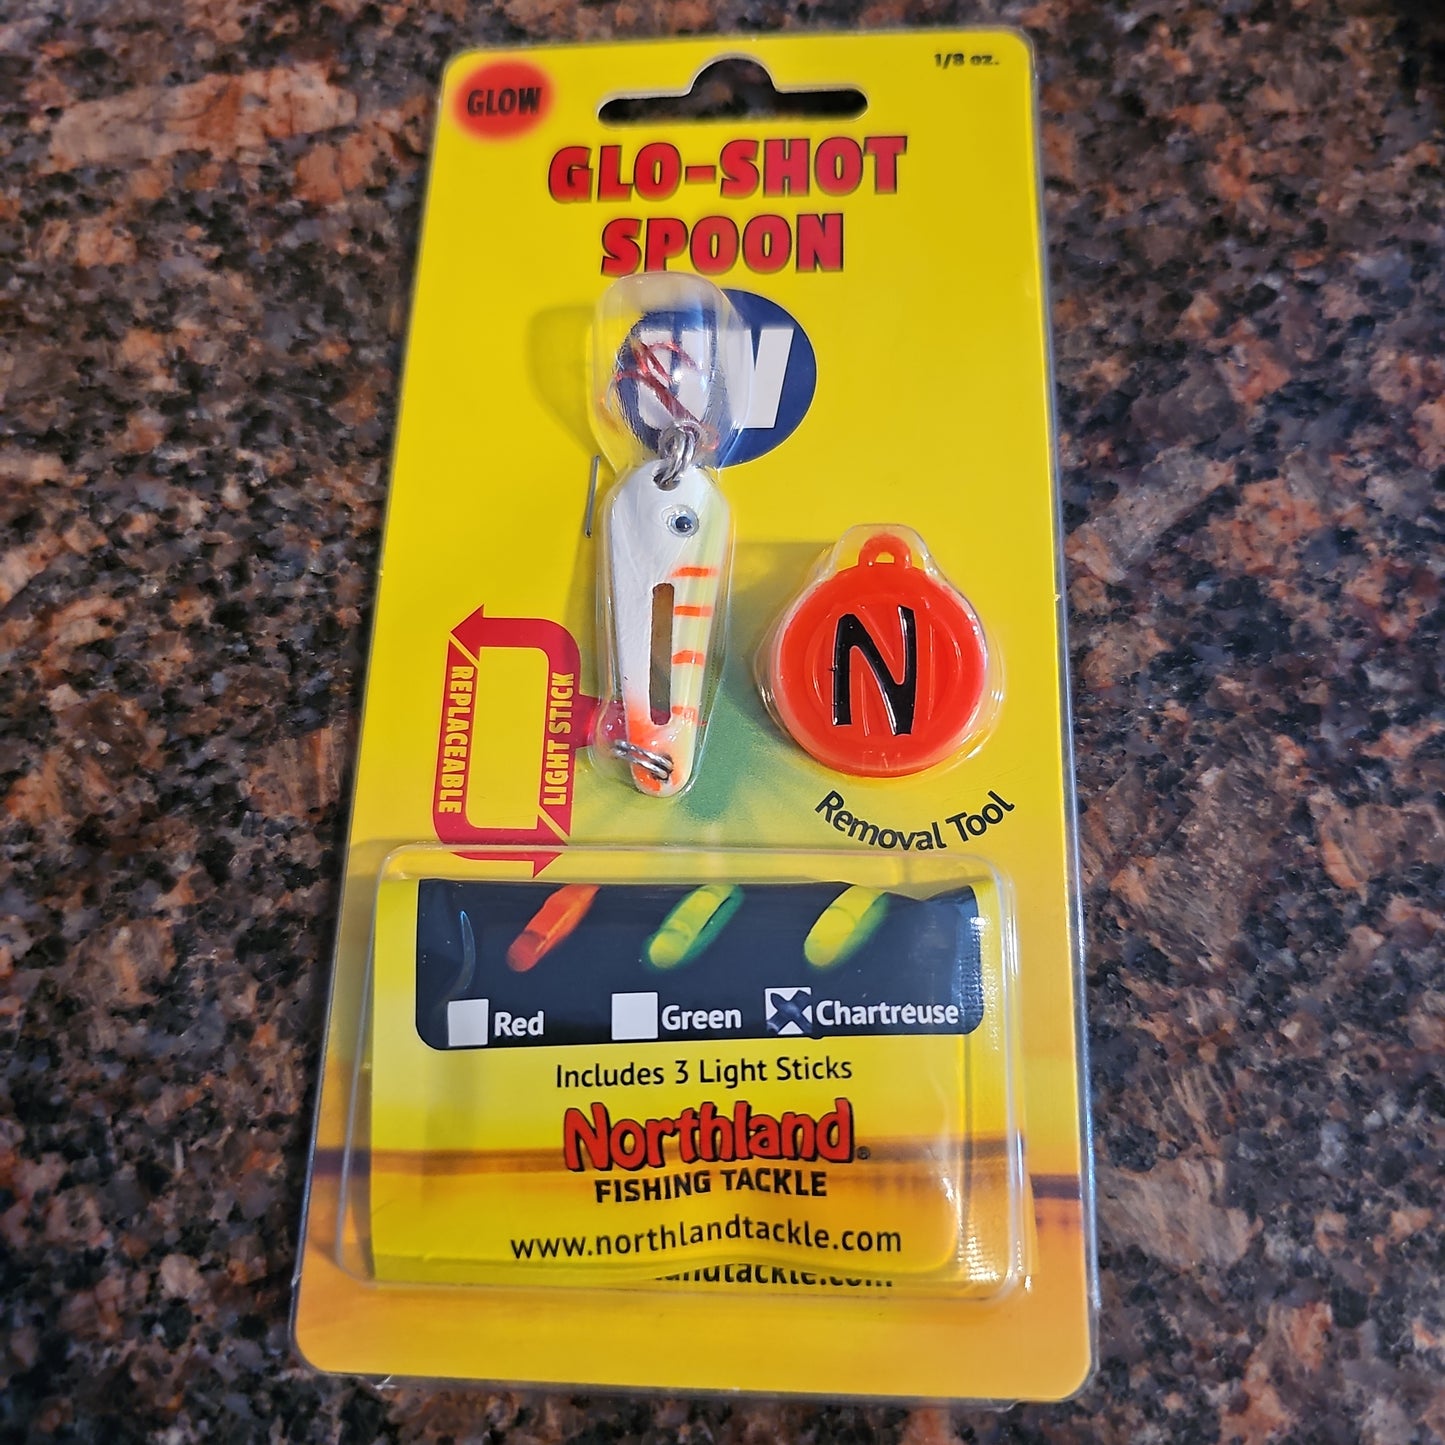 GLOW
1/8 oz.
GLO-SHOT
SPOON
REPLACEABLE
LIGHT STICK
N
Removal Tool
Red
Green
Chartreuse
Includes 3 Light Sticks
Northland®
FISHING TACKLE
www.northlandtackle.com